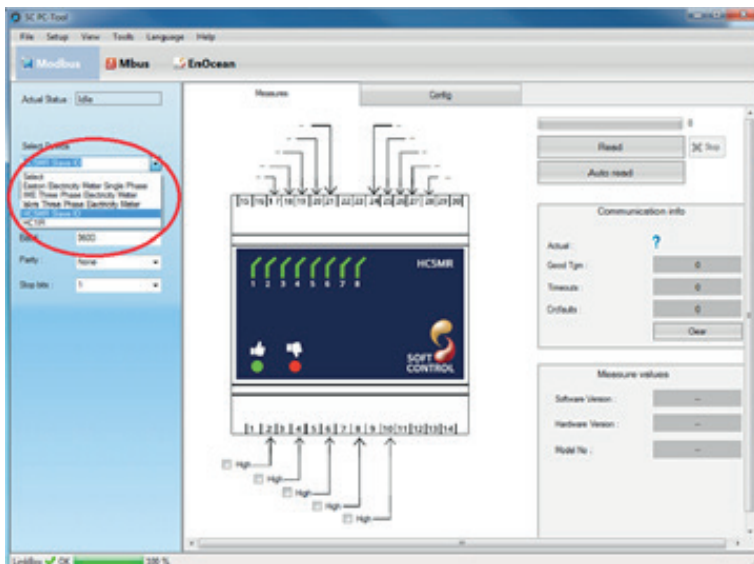 SC PC-Tool
File Setup View Tools Language Help
Modbus Mbus EnOcean
Actual Status : Idle
Select Device
HC5MR Slave IO
Select
Eastron Electricity Meter Single Phase
IME Three Phase Electricity Meter
Three Phase Electricity Meter
HC5MR Slave IO
HC1IR
Baud : 9600
Parity : None
Stop bits : 1
Measures Config
15 16 17 18 19 20 21 22 23 24 25 26 27 28 29 30
HC5MR
1 2 3 4 5 6 7 8
SOFT
CONTROL
1 2 3 4 5 6 7 8 9 10 11 12 13 14
High
High
High
High
High
0
Read Stop
Auto read
Communication info
Actual : ?
Good Tgm : 0
Timeouts : 0
Crcfaults : 0
Clear
Measure values
Software Version : --
Hardware Version : --
Model No : --
LinkBox OK 100 %